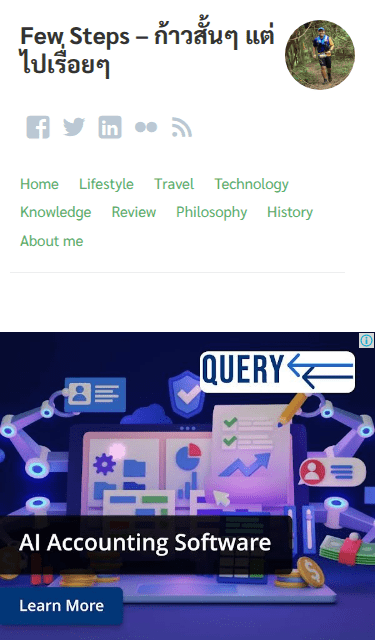 Few Steps – ก้าวสั้นๆ แต่
ไปเรื่อยๆ
Home Lifestyle Travel Technology
Knowledge Review Philosophy History
About me
QUERY
AI Accounting Software
Learn More